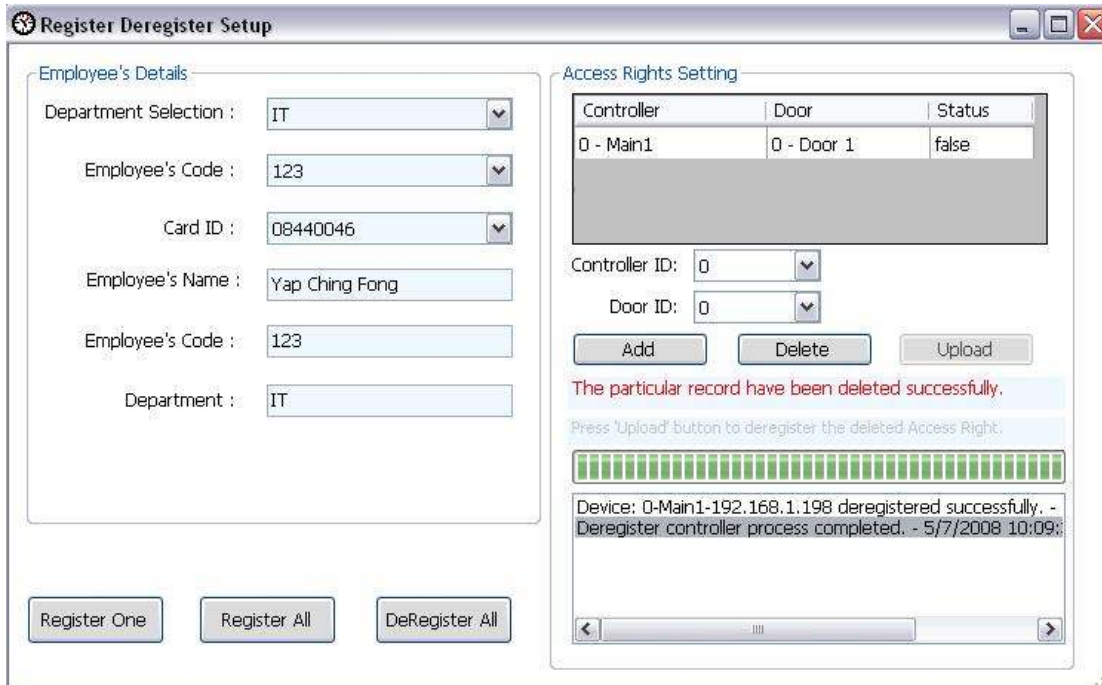 Register Deregister Setup
Employee's Details
Department Selection : IT
Employee's Code : 123
Card ID : 08440046
Employee's Name : Yap Ching Fong
Employee's Code : 123
Department : IT
Register One Register All DeRegister All
Access Rights Setting
Controller Door Status
0 - Main1 0 - Door 1 false
Controller ID: 0
Door ID: 0
Add Delete Upload
The particular record have been deleted successfully.
Press 'Upload' button to deregister the deleted Access Right.
Device: 0-Main1-192.168.1.198 deregistered successfully. -
Deregister controller process completed. - 5/7/2008 10:09: